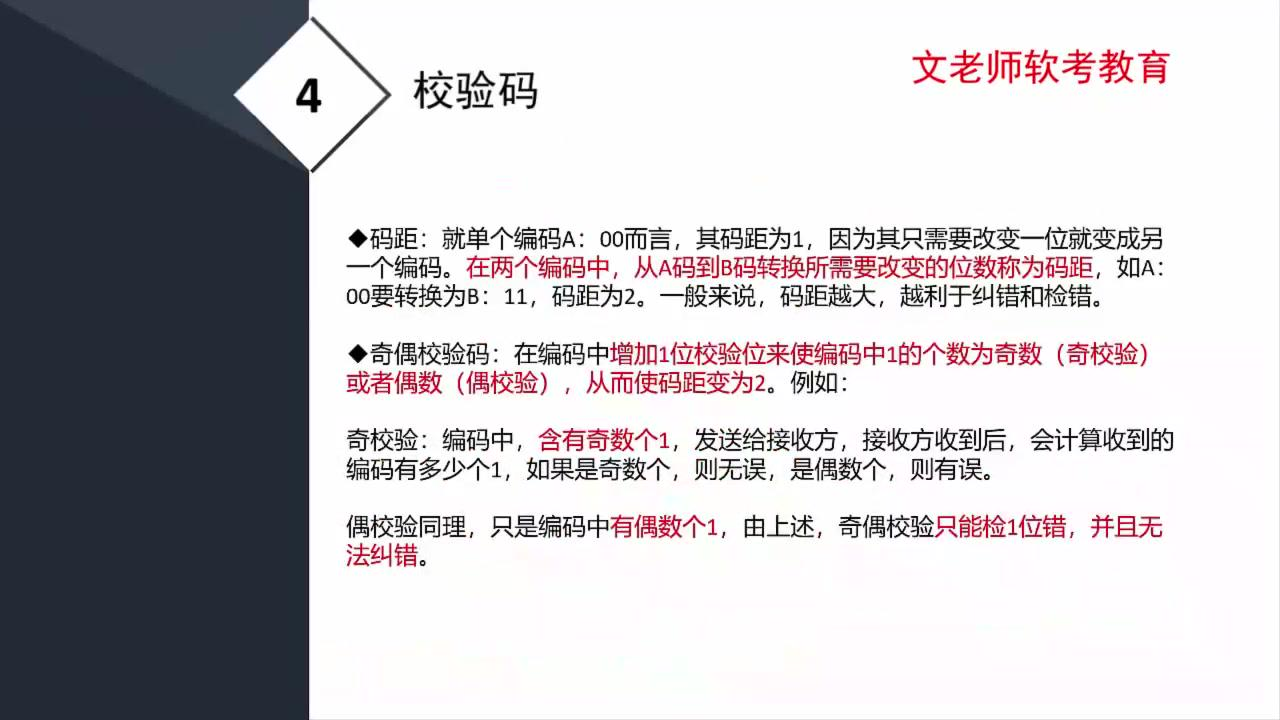 4
校验码
文老师软考教育
◆码距：就单个编码A：00而言，其码距为1，因为其只需要改变一位就变成另
一个编码。在两个编码中，从A码到B码转换所需要改变的位数称为码距，如A：
00要转换为B：11，码距为2。一般来说，码距越大，越利于纠错和检错。
◆奇偶校验码：在编码中增加1位校验位来使编码中1的个数为奇数（奇校验）
或者偶数（偶校验），从而使码距变为2。例如：
奇校验：编码中，含有奇数个1，发送给接收方，接收方收到后，会计算收到的
编码有多少个1，如果是奇数个，则无误，是偶数个，则有误。
偶校验同理，只是编码中有偶数个1，由上述，奇偶校验只能检1位错，并且无
法纠错。